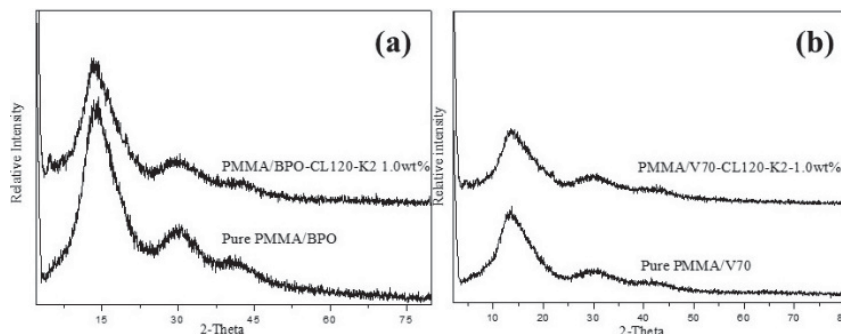 (a)
Relative Intensity
PMMA/BPO-CL120-K2 1.0wt%
Pure PMMA/BPO
15 30 45 60 75
2-Theta
(b)
Relative intensity
PMMA/V70-CL120-K2-1.0wt%
Pure PMMA/V70
10 20 30 40 50 60 70 80
2-Theta